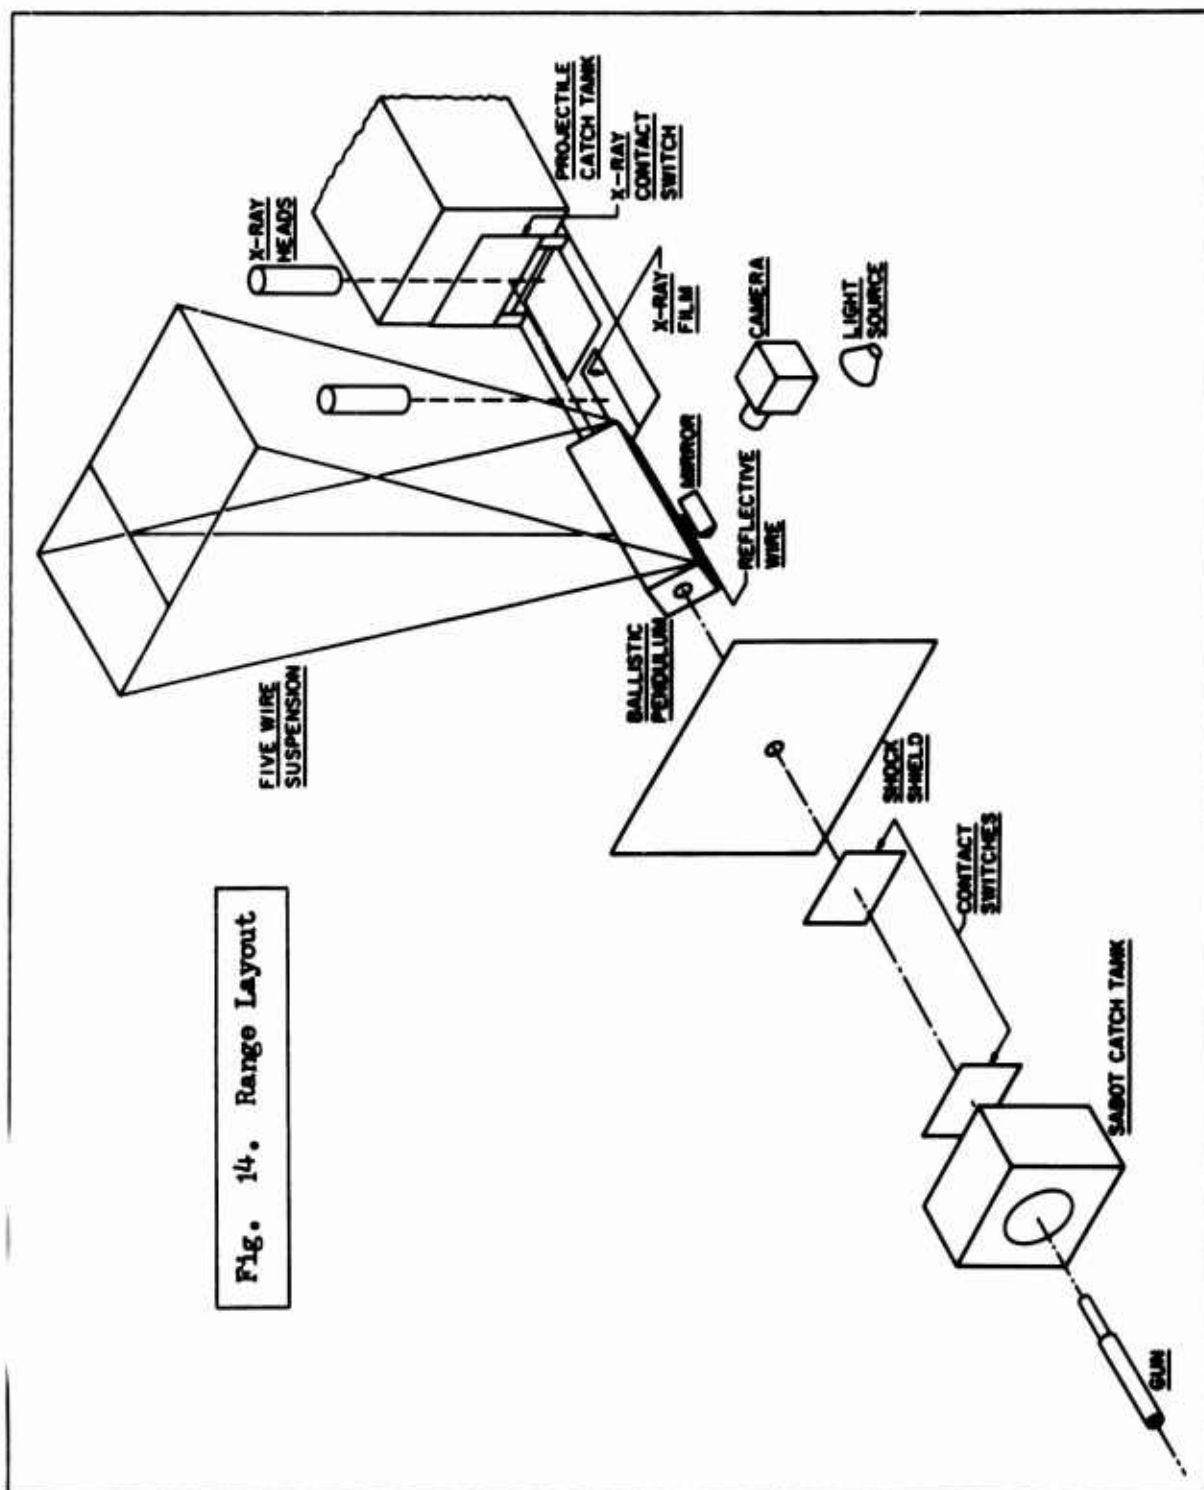 Fig. 14. Range Layout
FIVE WIRE
SUSPENSION
X-RAY
HEADS
PROJECTILE
CATCH TANK
X-RAY
CONTACT
SWITCH
X-RAY
FILM
CAMERA
LIGHT
SOURCE
MIRROR
REFLECTIVE
WIRE
BALLISTIC
PENDULUM
SHOCK
SHIELD
CONTACT
SWITCHES
SABOT CATCH TANK
GUN